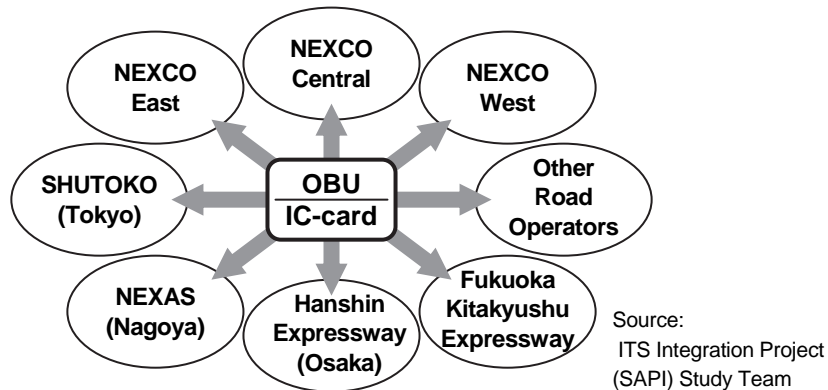 NEXCO
East
NEXCO
Central
NEXCO
West
SHUTOKO
(Tokyo)
OBU
IC-card
Other
Road
Operators
NEXAS
(Nagoya)
Hanshin
Expressway
(Osaka)
Fukuoka
Kitakyushu
Expressway
Source:
ITS Integration Project
(SAPI) Study Team